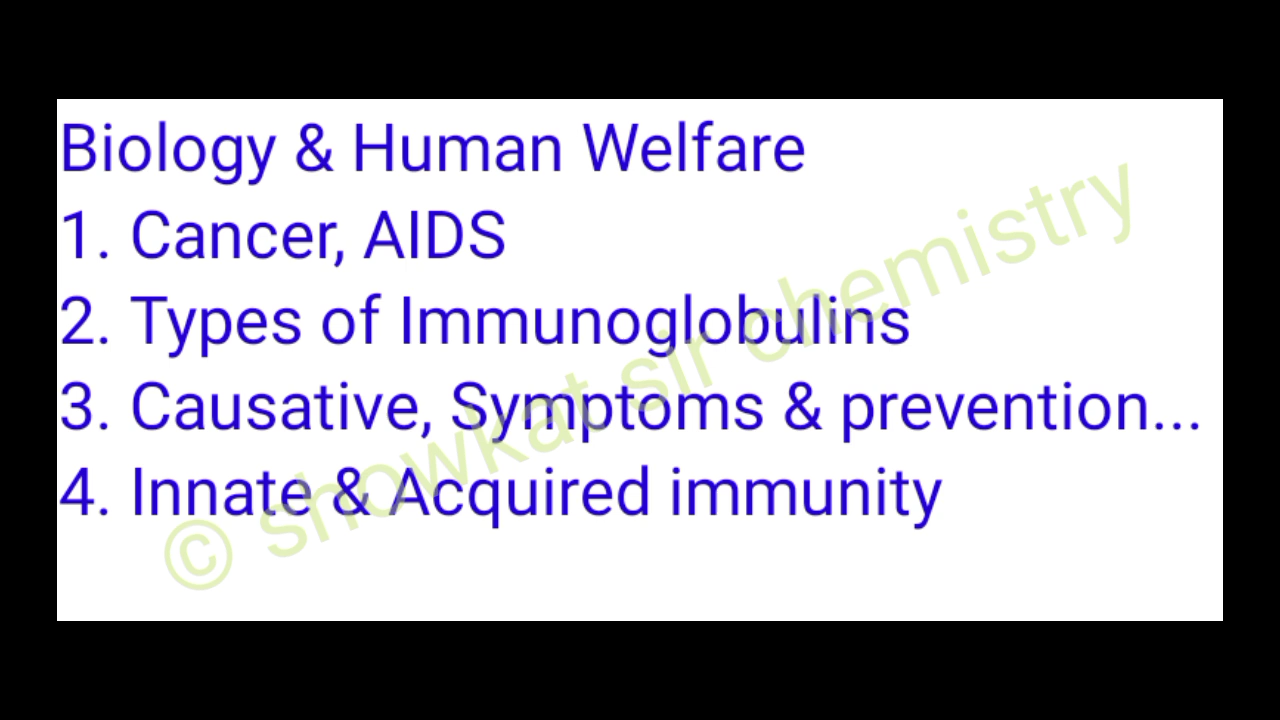 Biology & Human Welfare
1. Cancer, AIDS
2. Types of Immunoglobulins
3. Causative, Symptoms & prevention...
4. Innate & Acquired immunity
© showkat sir chemistry